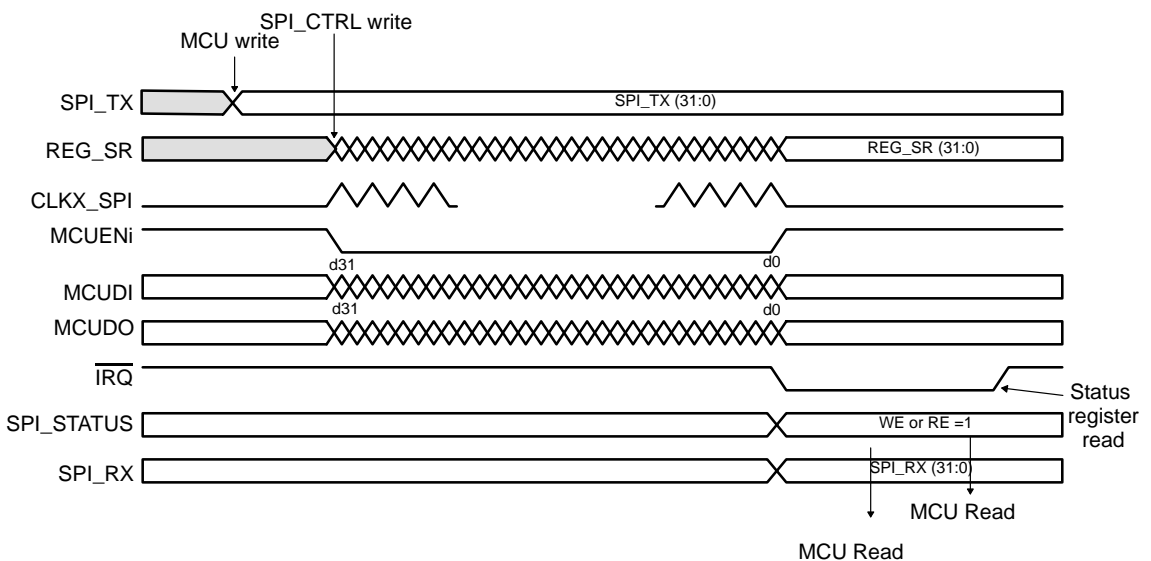 SPI_CTRL write
MCU write
SPI_TX
SPI_TX (31:0)
REG_SR
REG_SR (31:0)
CLKX_SPI
MCUENi
d31
d0
MCUDI
d31
d0
MCUDO
IRQ
Status
register
read
SPI_STATUS
WE or RE =1
SPI_RX
SPI_RX (31:0)
MCU Read
MCU Read